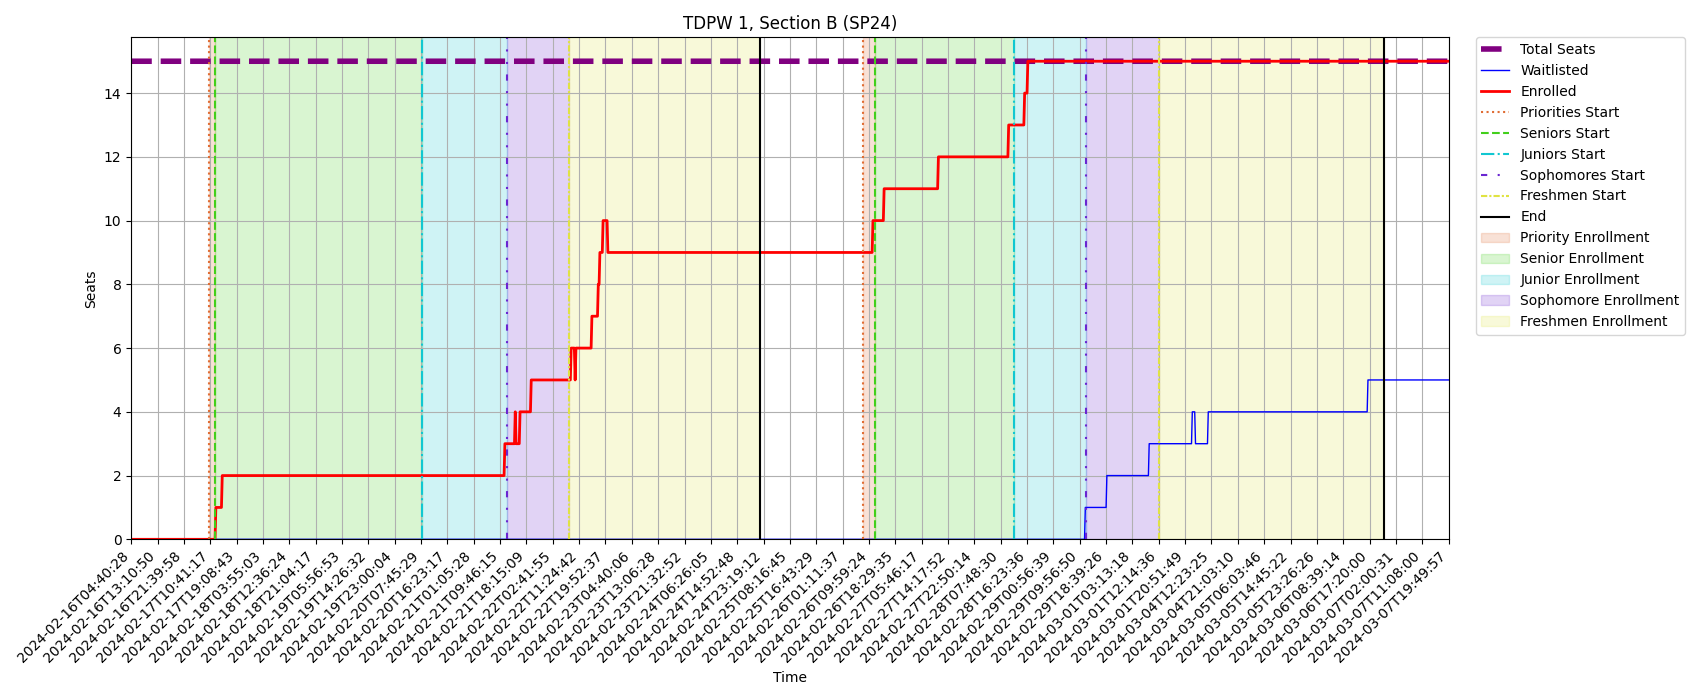 TDPW 1, Section B (SP24)
Seats
14
12
10
8
6
4
2
0
2024-02-16T04:40:28
2024-02-16T13:10:50
2024-02-16T21:39:58
2024-02-17T10:41:17
2024-02-17T19:08:43
2024-02-18T03:55:03
2024-02-18T12:36:24
2024-02-18T21:04:17
2024-02-19T05:56:53
2024-02-19T14:26:32
2024-02-19T23:00:04
2024-02-20T07:45:29
2024-02-20T16:23:17
2024-02-21T01:05:28
2024-02-21T09:46:15
2024-02-21T18:15:09
2024-02-22T02:41:55
2024-02-22T11:24:42
2024-02-22T19:52:37
2024-02-23T04:40:06
2024-02-23T13:06:28
2024-02-23T21:32:52
2024-02-24T06:26:05
2024-02-24T14:52:48
2024-02-24T23:19:12
2024-02-25T08:16:45
2024-02-25T16:43:29
2024-02-26T01:11:37
2024-02-26T09:59:24
2024-02-26T18:29:35
2024-02-27T05:46:17
2024-02-27T14:17:52
2024-02-27T22:50:14
2024-02-28T07:48:30
2024-02-28T16:23:36
2024-02-29T00:56:39
2024-02-29T09:56:50
2024-02-29T18:39:26
2024-03-01T03:13:18
2024-03-01T12:14:36
2024-03-01T20:51:49
2024-03-04T12:23:25
2024-03-04T21:03:10
2024-03-05T06:03:46
2024-03-05T14:45:22
2024-03-05T23:26:26
2024-03-06T08:39:14
2024-03-06T17:20:00
2024-03-07T02:00:31
2024-03-07T11:08:00
2024-03-07T19:49:57
Time
Total Seats
Waitlisted
Enrolled
Priorities Start
Seniors Start
Juniors Start
Sophomores Start
Freshmen Start
End
Priority Enrollment
Senior Enrollment
Junior Enrollment
Sophomore Enrollment
Freshmen Enrollment